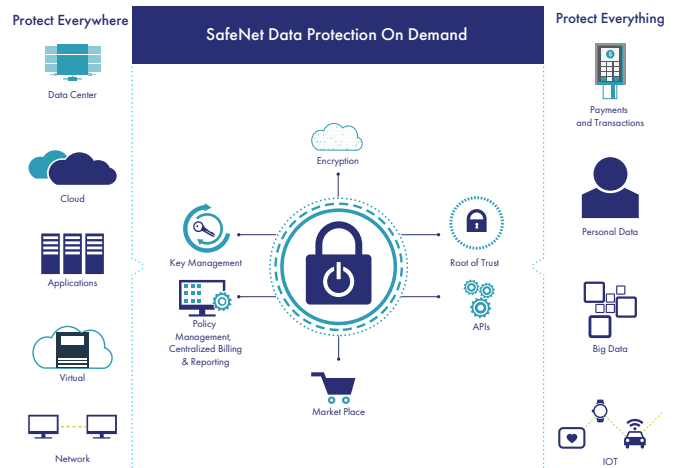 Protect Everywhere
SafeNet Data Protection On Demand
Protect Everything
Data Center
Cloud
Applications
Virtual
Network
Encryption
Key Management
Root of Trust
Policy
Management,
Centralized Billing
& Reporting
APIs
Market Place
$
Payments
and Transactions
Personal Data
Big Data
IOT